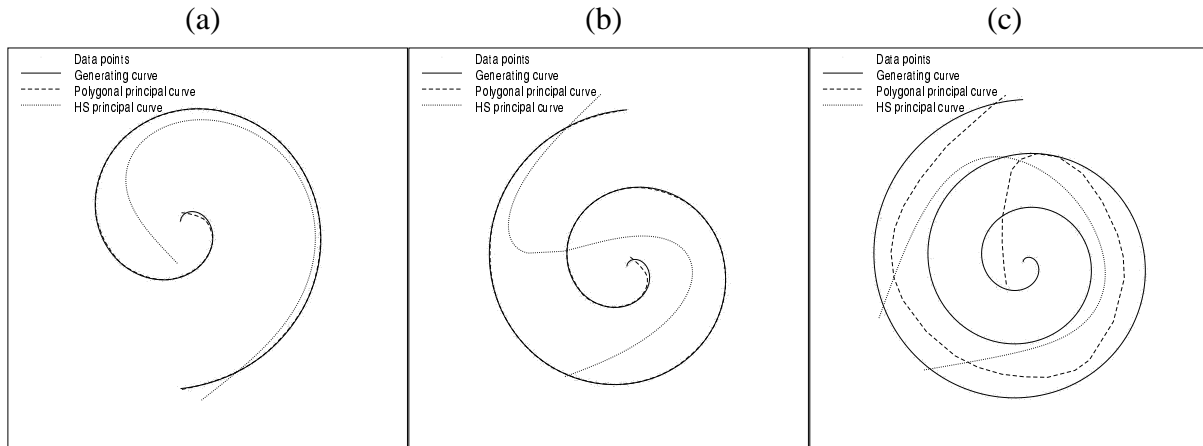 (a)
(b)
(c)
Data points
Generating curve
Polygonal principal curve
HS principal curve
Data points
Generating curve
Polygonal principal curve
HS principal curve
Data points
Generating curve
Polygonal principal curve
HS principal curve